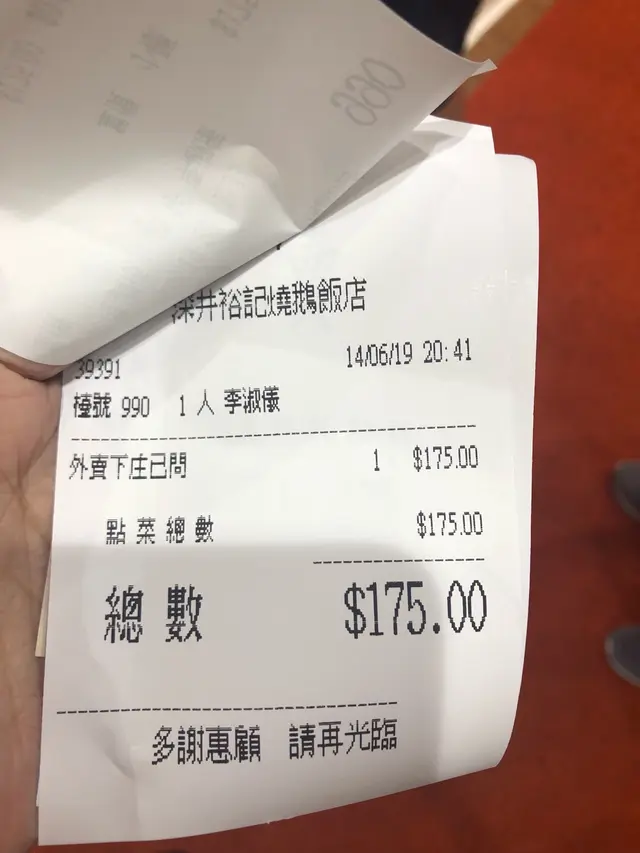 深井裕記燒鵝飯店
39391 14/06/19 20:41
檯號 990 1 人 李淑儀
外賣下庄已問 1 $175.00
點菜總數 $175.00
總數 $175.00
多謝惠顧 請再光臨